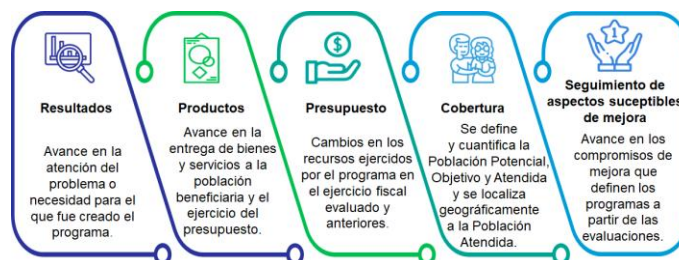 Resultados
Avance en la
atención del
problema o
necesidad para el
que fue creado el
programa.
Productos
Avance en la
entrega de bienes
y servicios a la
población
beneficiaria y el
ejercicio del
presupuesto.
$
Presupuesto
Cambios en los
recursos ejercidos
por el programa en
el ejercicio fiscal
evaluado y
anteriores.
Cobertura
Se define
y cuantifica la
Población Potencial,
Objetivo y Atendida
y se localiza
geográficamente
a la Población
Atendida.
1
Seguimiento de
aspectos suceptibles
de mejora
Avance en los
compromisos de
mejora que
definen los
programas a
partir de las
evaluaciones.